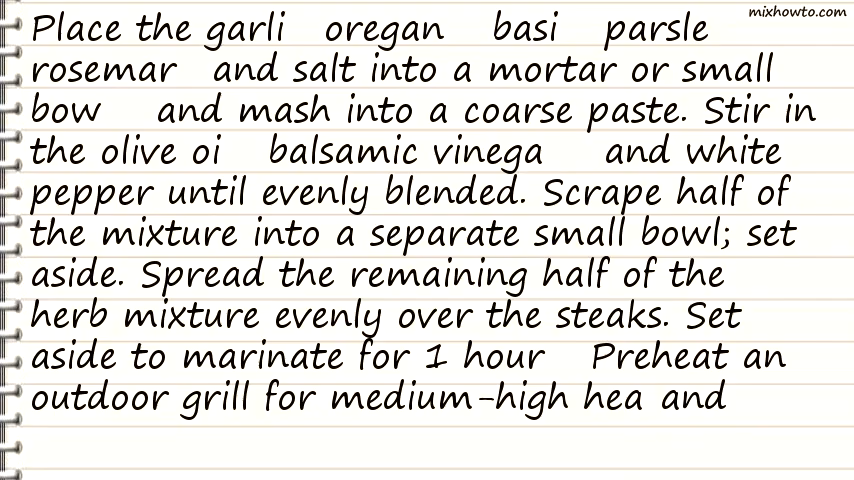 mixhowto.com
Place the garli oregan basi parsle
rosemar and salt into a mortar or small
bow and mash into a coarse paste. Stir in
the olive oi balsamic vinega and white
pepper until evenly blended. Scrape half of
the mixture into a separate small bowl; set
aside. Spread the remaining half of the
herb mixture evenly over the steaks. Set
aside to marinate for 1 hour Preheat an
outdoor grill for medium-high hea and